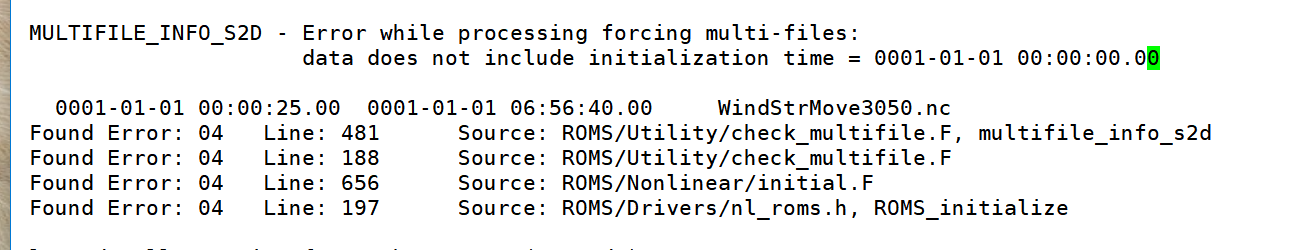 MULTIFILE_INFO_S2D - Error while processing forcing multi-files:
data does not include initialization time = 0001-01-01 00:00:00.00
0001-01-01 00:00:25.00 0001-01-01 06:56:40.00 WindStrMove3050.nc
Found Error: 04 Line: 481 Source: ROMS/Utility/check_multifile.F, multifile_info_s2d
Found Error: 04 Line: 188 Source: ROMS/Utility/check_multifile.F
Found Error: 04 Line: 656 Source: ROMS/Nonlinear/initial.F
Found Error: 04 Line: 197 Source: ROMS/Drivers/nl_roms.h, ROMS_initialize